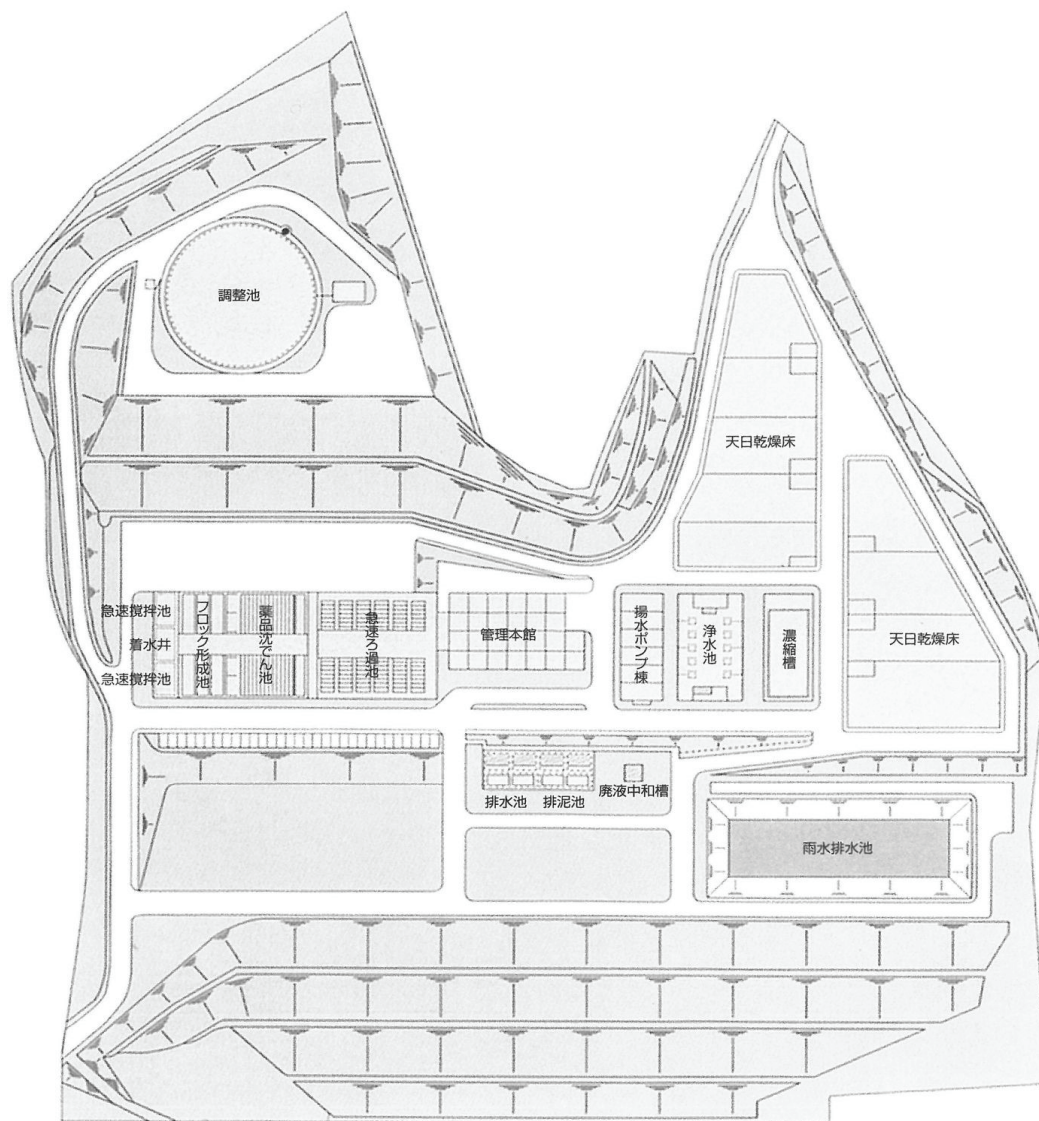 調整池
天日乾燥床
天日乾燥床
急速撹拌池
着水井
急速撹拌池
フロック形成池
薬品沈でん池
急速ろ過池
管理本館
揚水ポンプ棟
浄水池
濃縮槽
排水池
排泥池
廃液中和槽
雨水排水池